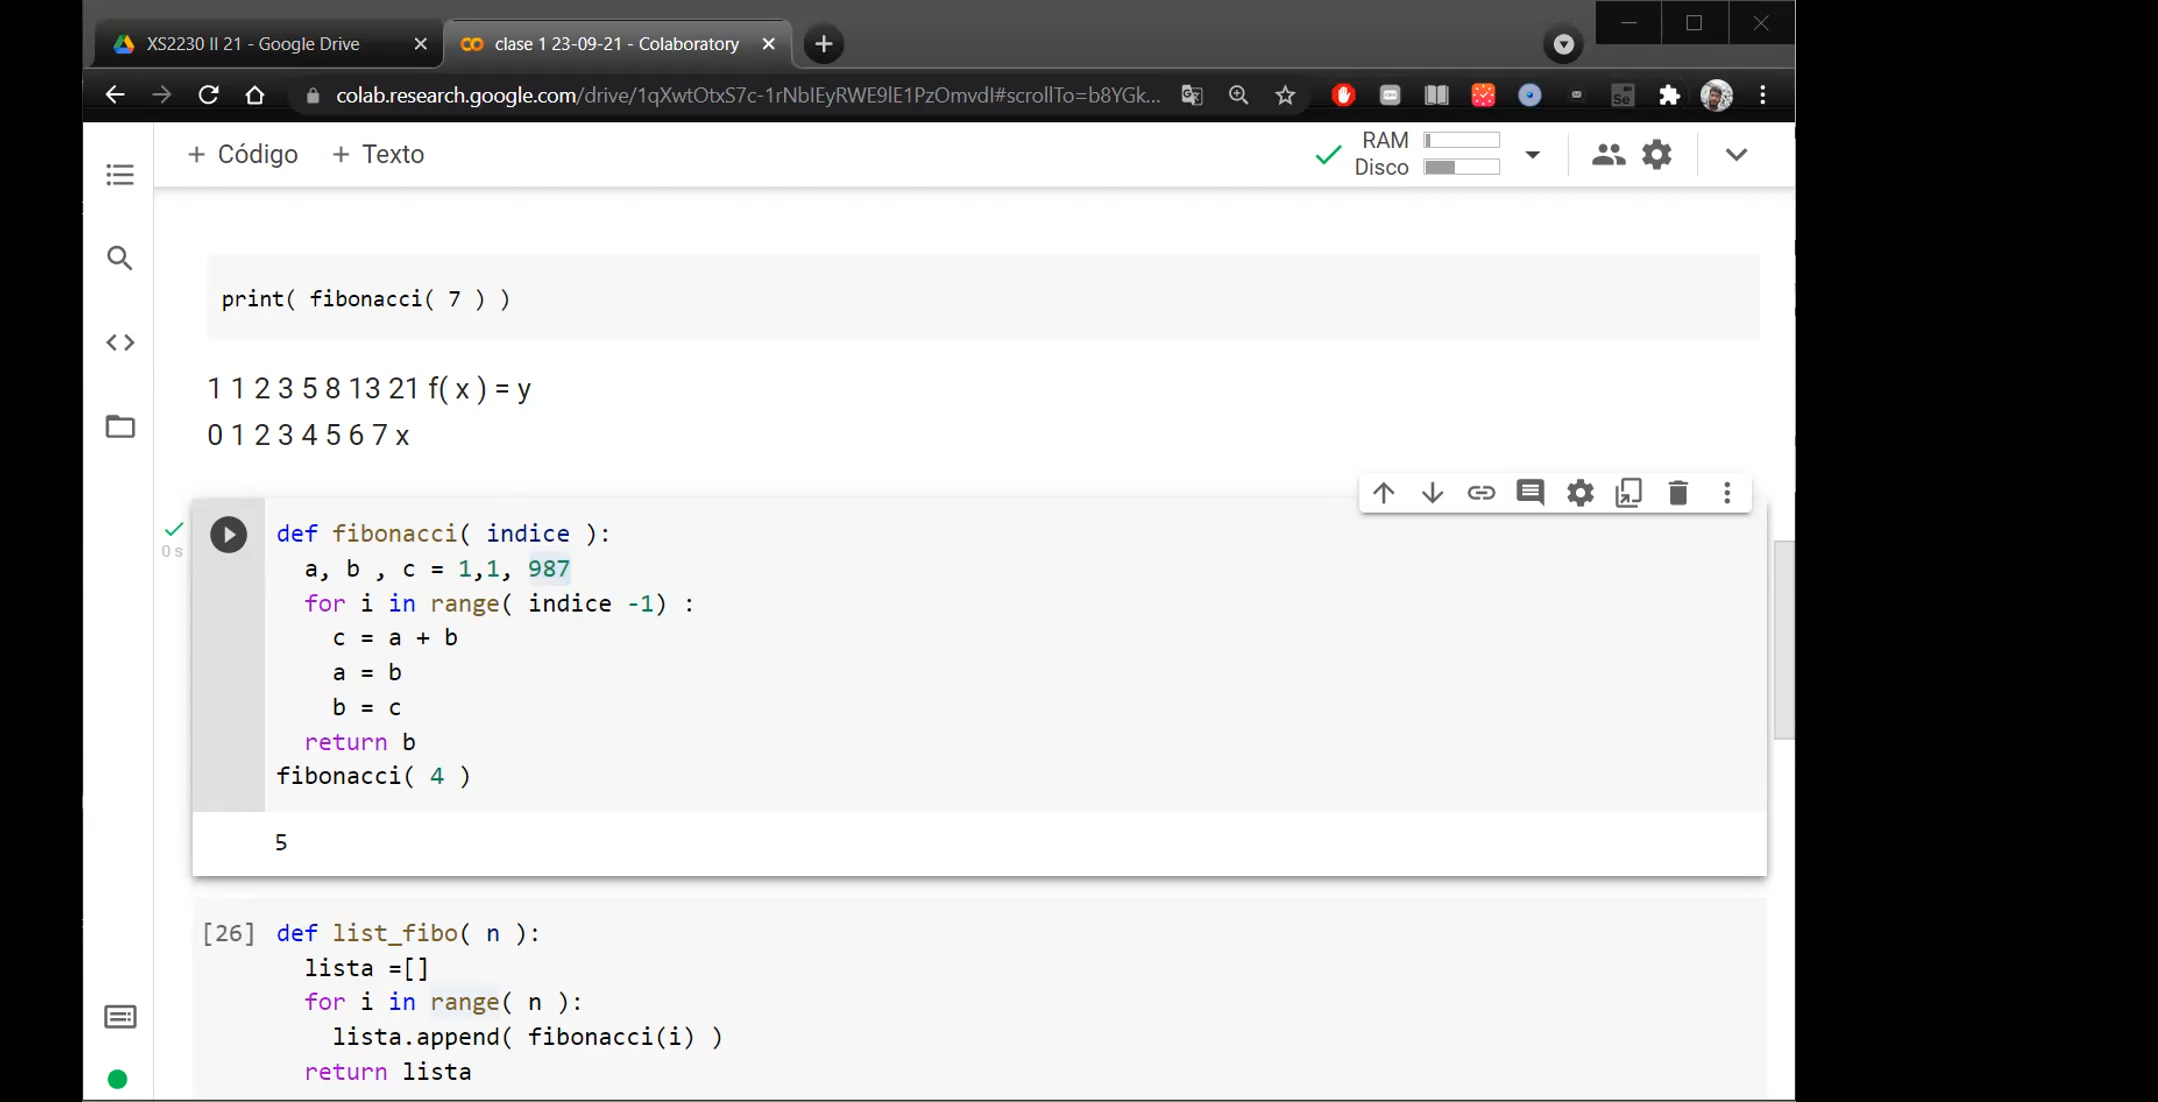 XS2230 II 21 - Google Drive
clase 1 23-09-21 - Colaboratory
colab.research.google.com/drive/1qXwtOtxS7c-1rNbIEyRWE9lE1PzOmvdI#scrollTo=b8YGk...
+ Código + Texto
RAM
Disco
print( fibonacci( 7 ) )
1 1 2 3 5 8 13 21 f( x ) = y
0 1 2 3 4 5 6 7 x
0 s
def fibonacci( indice ):
a, b , c = 1,1, 987
for i in range( indice -1) :
c = a + b
a = b
b = c
return b
fibonacci( 4 )
5
[26] def list_fibo( n ):
lista =[]
for i in range( n ):
lista.append( fibonacci(i) )
return lista